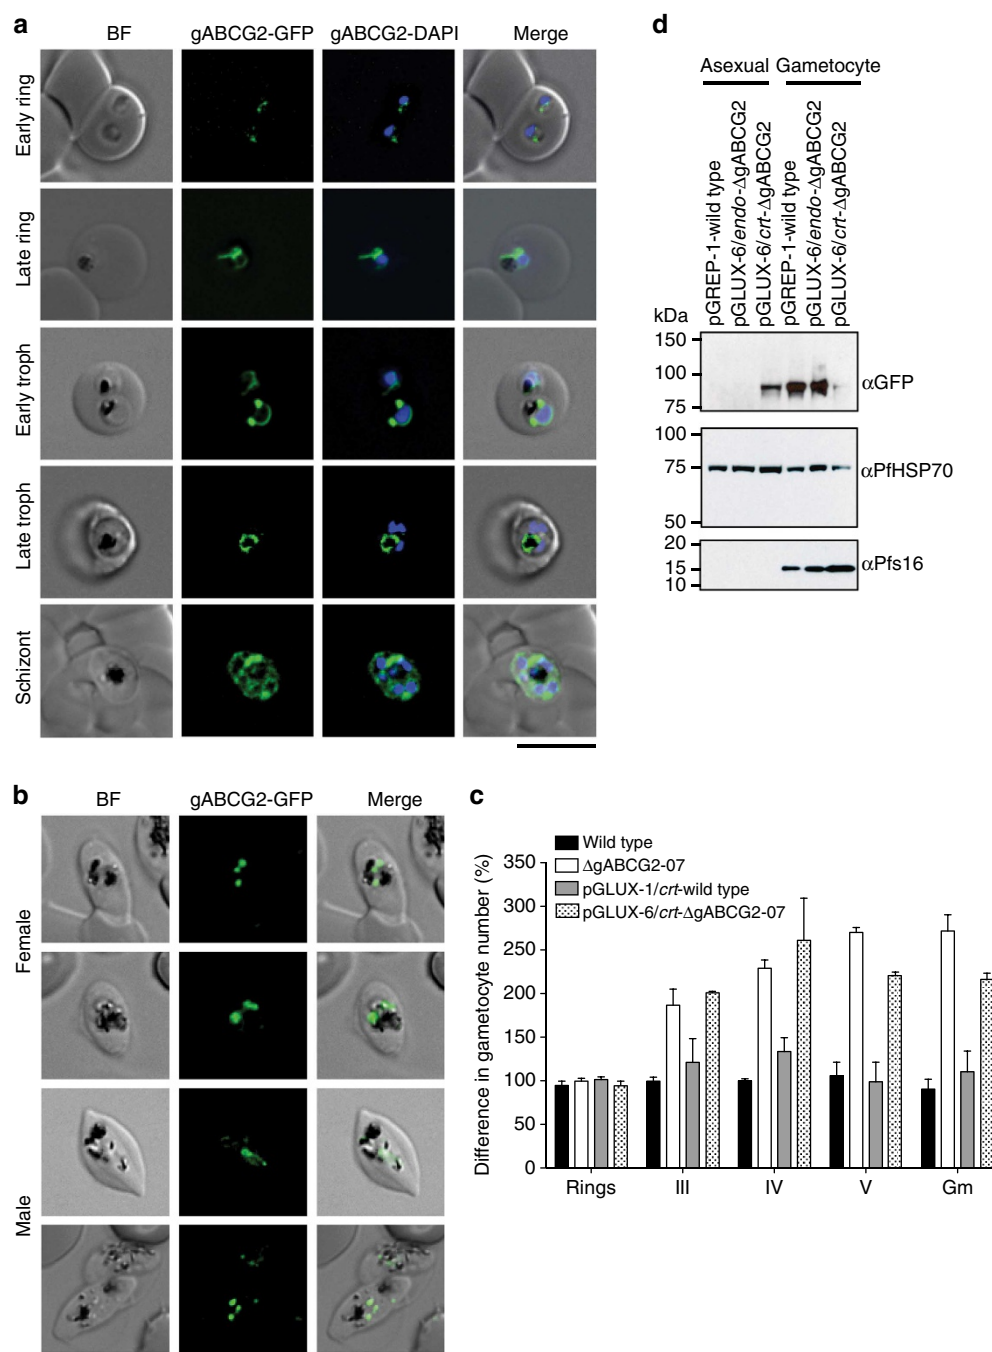 a
BF gABCG2-GFP gABCG2-DAPI Merge
Early ring
Late ring
Early troph
Late troph
Schizont
b
BF gABCG2-GFP Merge
Female
Male
c
Wild type
ΔgABCG2-07
pGLUX-1/crt-wild type
pGLUX-6/crt-ΔgABCG2-07
Difference in gametocyte number (%)
350
300
250
200
150
100
50
0
Rings III IV V Gm
d
Asexual Gametocyte
pGREP-1-wild type
pGLUX-6/endo-ΔgABCG2
pGLUX-6/crt-ΔgABCG2
pGREP-1-wild type
pGLUX-6/endo-ΔgABCG2
pGLUX-6/crt-ΔgABCG2
kDa
150
100
75
αGFP
100
75
50
αPfHSP70
20
15
10
αPfs16